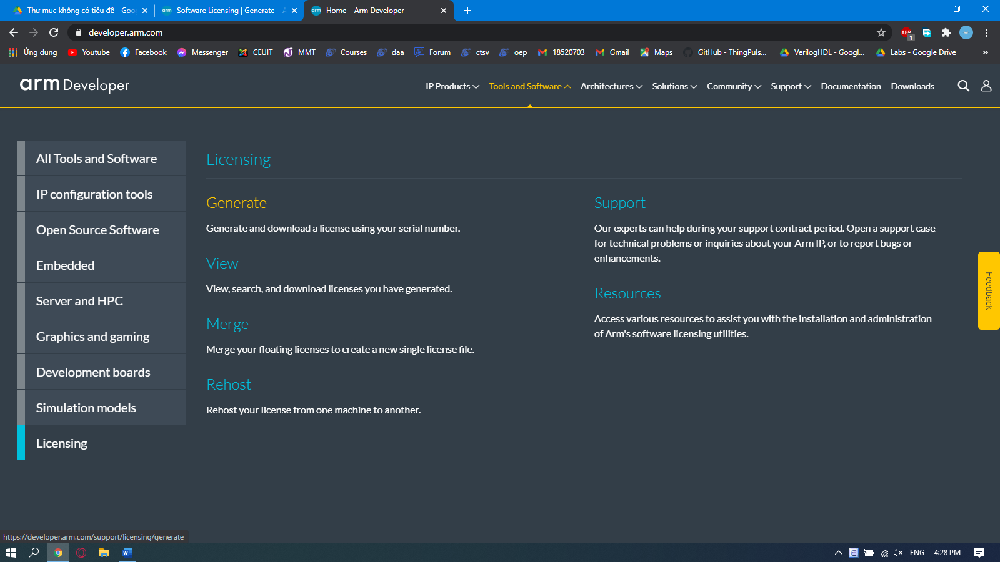 Thư mục không có tiêu đề - Goo
Software Licensing | Generate – A
Home – Arm Developer
developer.arm.com
ABP
1
Ứng dụng
Youtube
Facebook
Messenger
CEUIT
MMT
Courses
daa
Forum
ctsv
oep
18520703
Gmail
Maps
GitHub - ThingPuls...
VerilogHDL - Googl...
Labs - Google Drive
»
arm Developer
IP Products
Tools and Software
Architectures
Solutions
Community
Support
Documentation
Downloads
All Tools and Software
IP configuration tools
Open Source Software
Embedded
Server and HPC
Graphics and gaming
Development boards
Simulation models
Licensing
Licensing
Generate
Generate and download a license using your serial number.
View
View, search, and download licenses you have generated.
Merge
Merge your floating licenses to create a new single license file.
Rehost
Rehost your license from one machine to another.
Support
Our experts can help during your support contract period. Open a support case
for technical problems or inquiries about your Arm IP, or to report bugs or
enhancements.
Resources
Access various resources to assist you with the installation and administration
of Arm's software licensing utilities.
Feedback
https://developer.arm.com/support/licensing/generate
ENG
4:28 PM